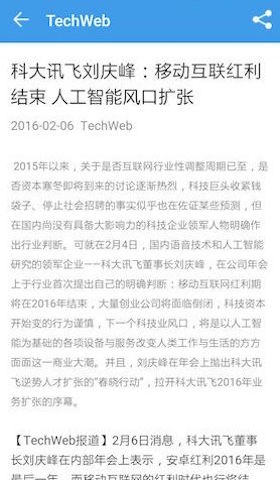 TechWeb
科大讯飞刘庆峰：移动互联红利
结束 人工智能风口扩张
2016-02-06 TechWeb
2015年以来，关于是否互联网行业性调整周期已至，是
否资本寒冬即将到来的讨论逐渐热烈，科技巨头收紧钱
袋子、停止社会招聘的事实似乎也在佐证某些预测，但
在国内尚没有具备大影响力的科技企业领军人物明确作
出行业判断。可就在2月4日，国内语音技术和人工智能
研究的领军企业——科大讯飞董事长刘庆峰，在公司年会
上于行业首次提出自己的明确判断：移动互联网红利期
将在2016年结束，大量创业公司将面临倒闭，科技资本
开始变的行为谨慎，下一个科技业风口，将是以人工智
能为基础的各项设备与服务改变人类工作与生活的方方
面面这一商业大潮。并且，刘庆峰在年会上抛出科大讯
飞逆势人才扩张的“春晓行动”，拉开科大讯飞2016年业
务扩张的序幕。
【TechWeb报道】2月6日消息，科大讯飞董事
长刘庆峰在内部年会上表示，安卓红利2016年是
最后一年，而移动互联网的红利时代也行将结